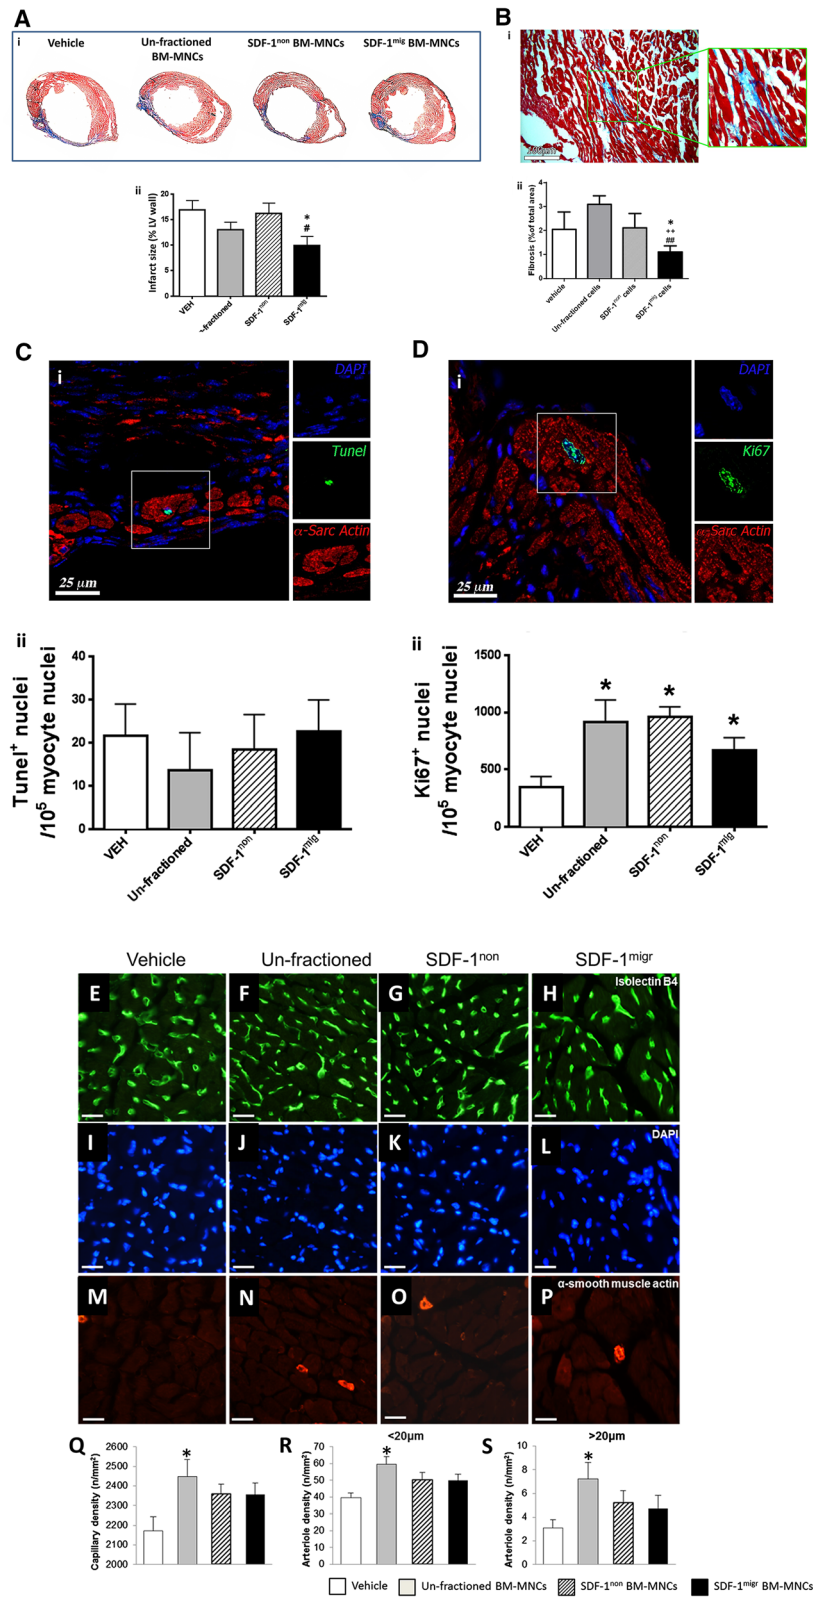 A
i Vehicle Un-fractioned BM-MNCs SDF-1non BM-MNCs SDF-1mig BM-MNCs
ii
Infarct size (% LV wall)
20
15
10
5
0
*
#
VEH
-fractioned
SDF-1non
SDF-1mig
B
i
100µm
ii
Fibrosis (%of total area)
4
3
2
1
0
*
++
##
vehicle
Un-fractioned cells
SDF-1non cells
SDF-1mig cells
C
i
DAPI
Tunel
α-Sarc Actin
25 µm
ii
Tunel+ nuclei
/105 myocyte nuclei
40
30
20
10
0
VEH
Un-fractioned
SDF-1non
SDF-1mig
D
i
DAPI
Ki67
α-Sarc Actin
25 µm
ii
Ki67+ nuclei
/105 myocyte nuclei
1500
1000
500
0
* * *
VEH
Un-fractioned
SDF-1non
SDF-1mig
Vehicle Un-fractioned SDF-1non SDF-1migr
E F G H Isolectin B4
I J K L DAPI
M N O P α-smooth muscle actin
Q
Capillary density (n/mm²)
2600
2500
2400
2300
2200
2100
2000
*
R
<20µm
Arteriole density (n/mm²)
70
60
50
40
30
20
10
0
*
S
>20µm
Arteriole density (n/mm²)
10
8
6
4
2
0
*
Vehicle Un-fractioned BM-MNCs SDF-1non BM-MNCs SDF-1migr BM-MNCs